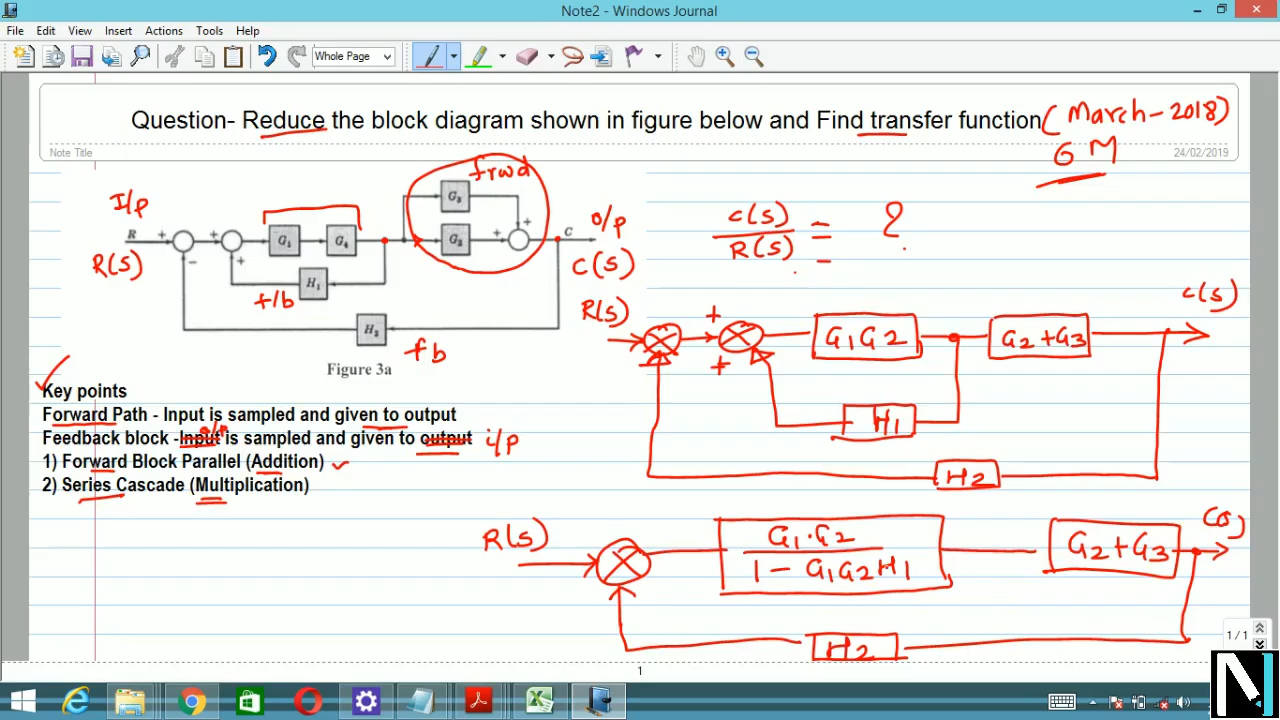 Note2 - Windows Journal
File Edit View Insert Actions Tools Help
Whole Page
Question- Reduce the block diagram shown in figure below and Find transfer function (March-2018)
6 M
Note Title
24/02/2019
I/p
frwd
R
R(S)
G₁
G₄
G₃
G₂
C
O/p
C(S)
H₁
f/b
H₂
fb
Figure 3a
C(S)
R(S)
= ?
R(S)
G1G2
G2+G3
C(S)
H1
H2
Key points
Forward Path - Input is sampled and given to output
Feedback block -Input o/p is sampled and given to output i/p
1) Forward Block Parallel (Addition)
2) Series Cascade (Multiplication)
R(S)
G1.G2
1 - G1G2H1
G2+G3
H2
1/1
1